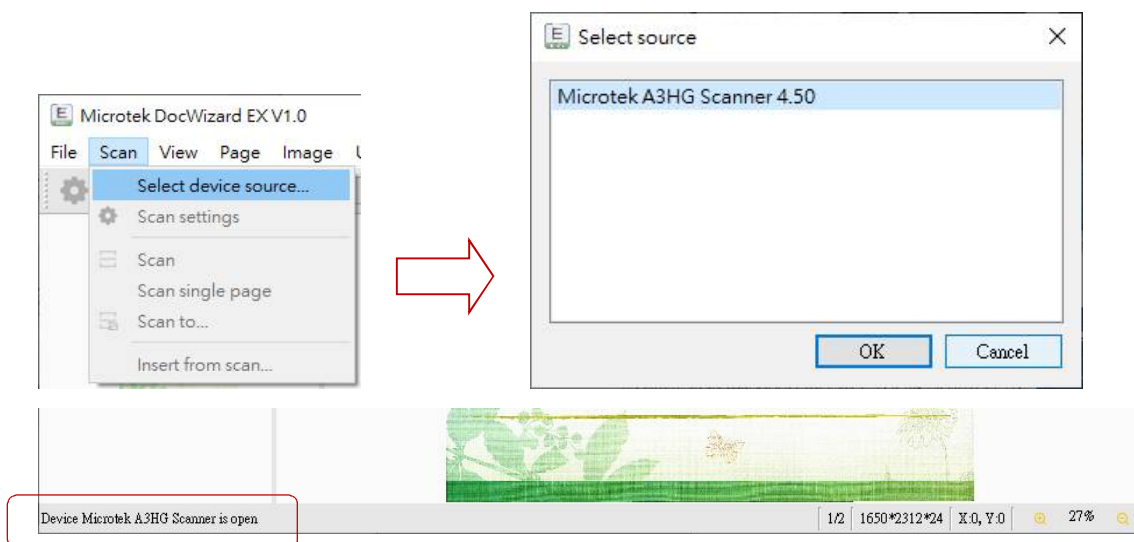 Microtek DocWizard EX V1.0
File Scan View Page Image
Select device source...
Scan settings
Scan
Scan single page
Scan to...
Insert from scan...
Select source
Microtek A3HG Scanner 4.50
OK Cancel
Device Microtek A3HG Scanner is open 1/2 1650*2312*24 X:0, Y:0 27%